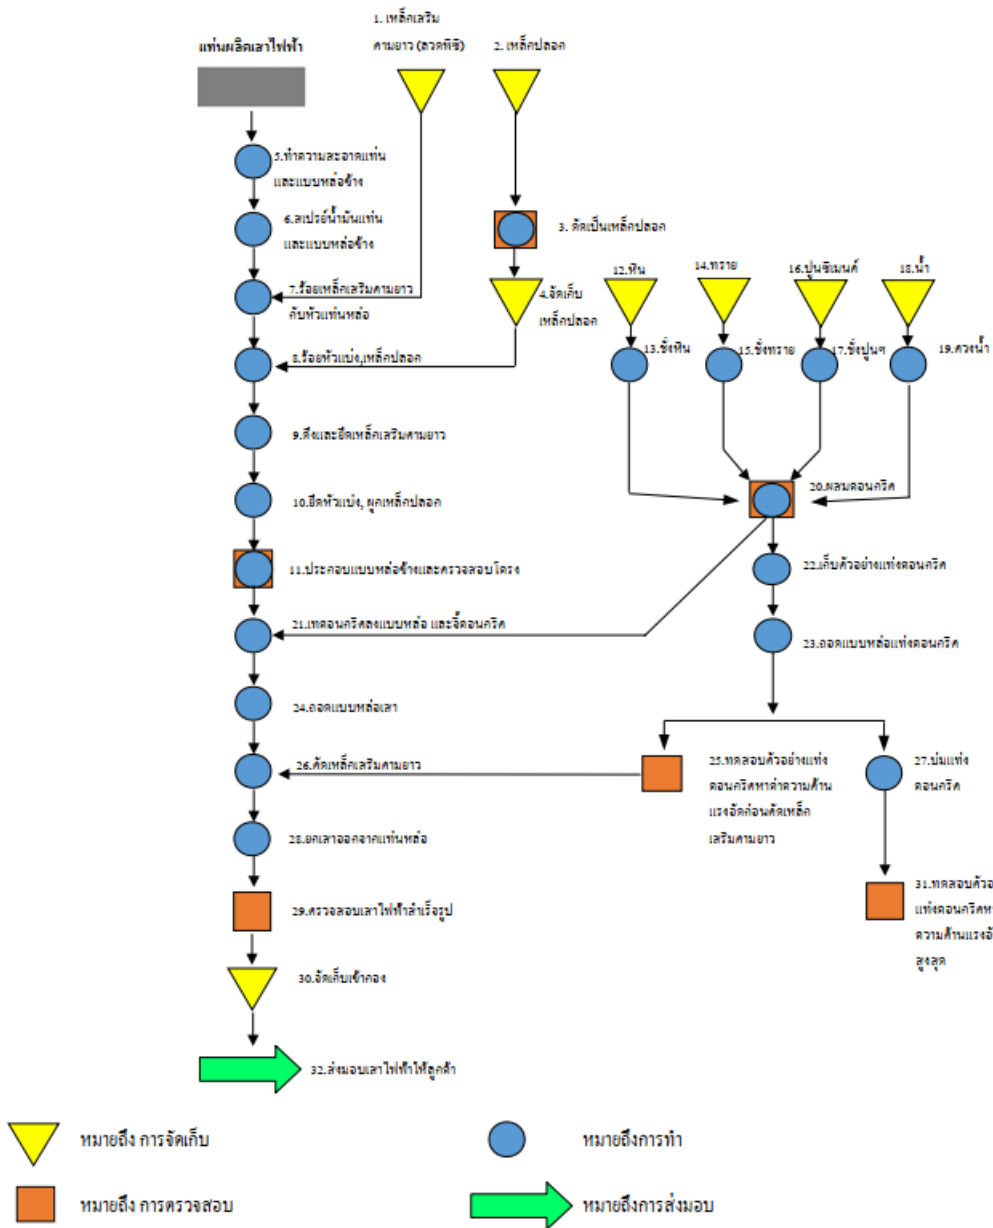 แท่นผลิตเสาไฟฟ้า
1. เหล็กเสริม
ตามยาว (ลวดพีซี)
2. เหล็กปลอก
5.ทำความสะอาดแท่น
และแบบหล่อข้าง
6.สเปรย์น้ำมันแท่น
และแบบหล่อข้าง
3. ดัดเป็นเหล็กปลอก
7.ร้อยเหล็กเสริมตามยาว
กับหัวแท่นหล่อ
4.จัดเก็บ
เหล็กปลอก
12.หิน
14.ทราย
16.ปูนซิเมนต์
18.น้ำ
8.ร้อยหัวแบ่ง,เหล็กปลอก
13.ชั่งหิน
15.ชั่งทราย
17.ชั่งปูนฯ
19.ตวงน้ำ
9.ดึงและยึดเหล็กเสริมตามยาว
10.ยึดหัวแบ่ง, ผูกเหล็กปลอก
20.ผสมคอนกรีต
11.ประกอบแบบหล่อข้างและตรวจสอบโครง
22.เก็บตัวอย่างแท่งคอนกรีต
21.เทคอนกรีตลงแบบหล่อ และจี้คอนกรีต
23.ถอดแบบหล่อแท่งคอนกรีต
24.ถอดแบบหล่อเสา
26.ตัดเหล็กเสริมตามยาว
25.ทดสอบตัวอย่างแท่ง
คอนกรีตหาค่าความต้าน
แรงอัดก่อนตัดเหล็ก
เสริมตามยาว
27.บ่มแท่ง
คอนกรีต
28.ยกเสาออกจากแท่นหล่อ
29.ตรวจสอบเสาไฟฟ้าสำเร็จรูป
31.ทดสอบตัวอ
แท่งคอนกรีตหา
ความต้านแรงอั
สูงสุด
30.จัดเก็บเข้ากอง
32.ส่งมอบเสาไฟฟ้าให้ลูกค้า
หมายถึง การจัดเก็บ
หมายถึงการทำ
หมายถึง การตรวจสอบ
หมายถึงการส่งมอบ